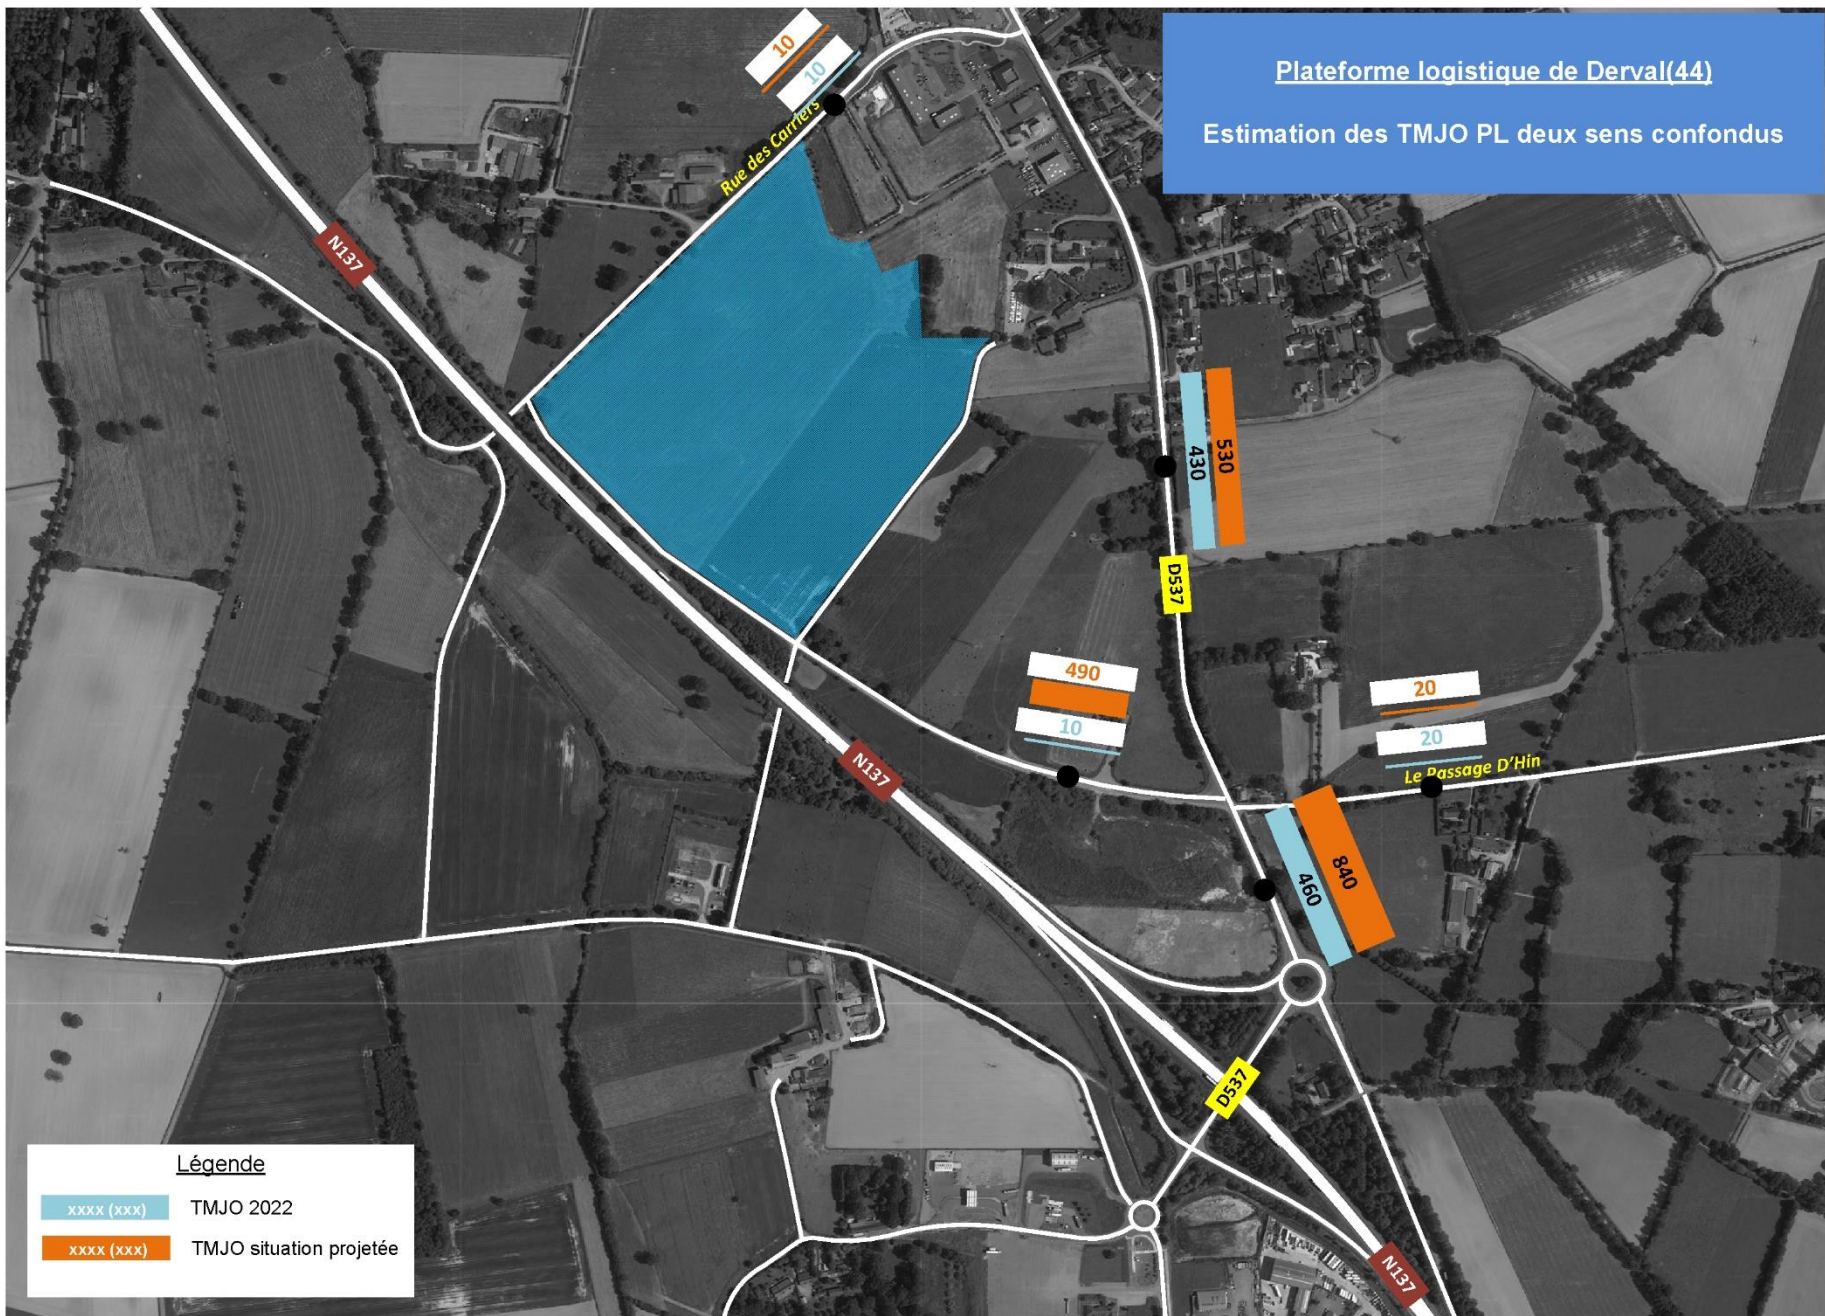 Plateforme logistique de Derval(44)
Estimation des TMJO PL deux sens confondus
10
10
Rue des Carriers
N137
430
530
D537
490
10
20
20
Le Passage D'Hin
N137
460
840
D537
N137
Légende
xxxx (xxx) TMJO 2022
xxxx (xxx) TMJO situation projetée